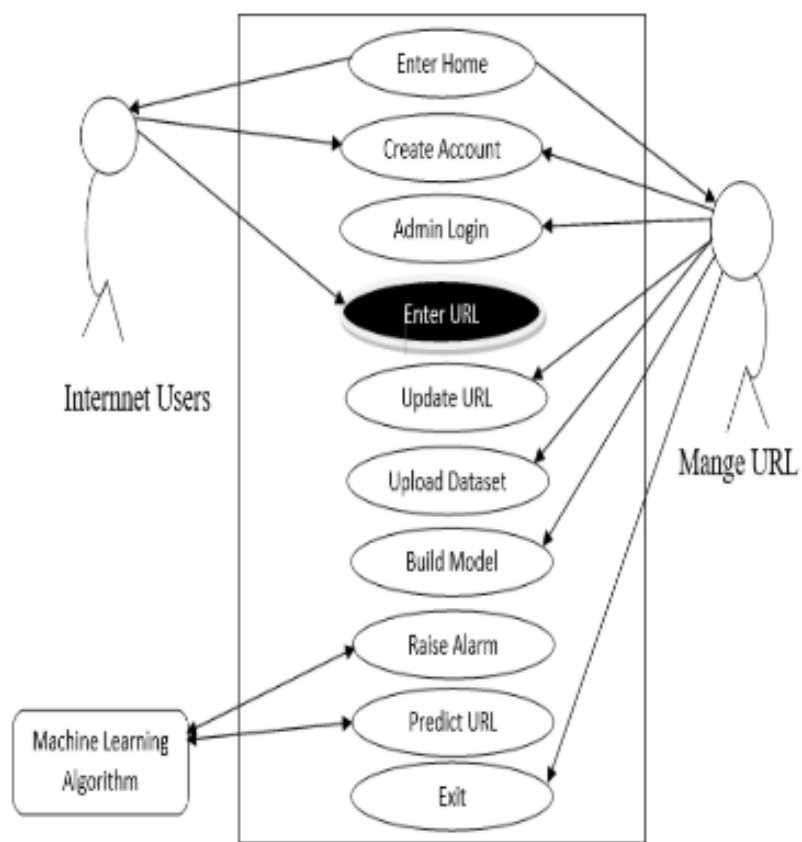 Enter Home
Create Account
Admin Login
Enter URL
Internnet Users
Update URL
Mange URL
Upload Dataset
Build Model
Raise Alarm
Machine Learning
Algorithm
Predict URL
Exit